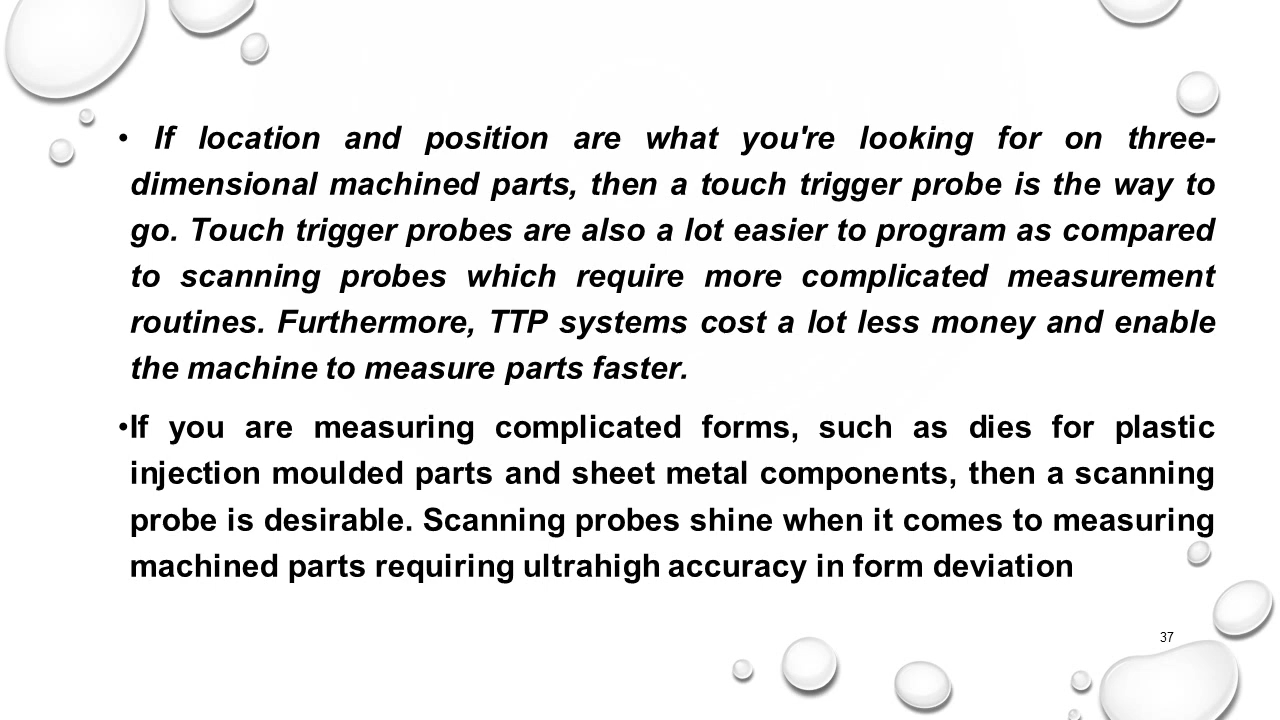 • If location and position are what you're looking for on three-
dimensional machined parts, then a touch trigger probe is the way to
go. Touch trigger probes are also a lot easier to program as compared
to scanning probes which require more complicated measurement
routines. Furthermore, TTP systems cost a lot less money and enable
the machine to measure parts faster.
•If you are measuring complicated forms, such as dies for plastic
injection moulded parts and sheet metal components, then a scanning
probe is desirable. Scanning probes shine when it comes to measuring
machined parts requiring ultrahigh accuracy in form deviation
37